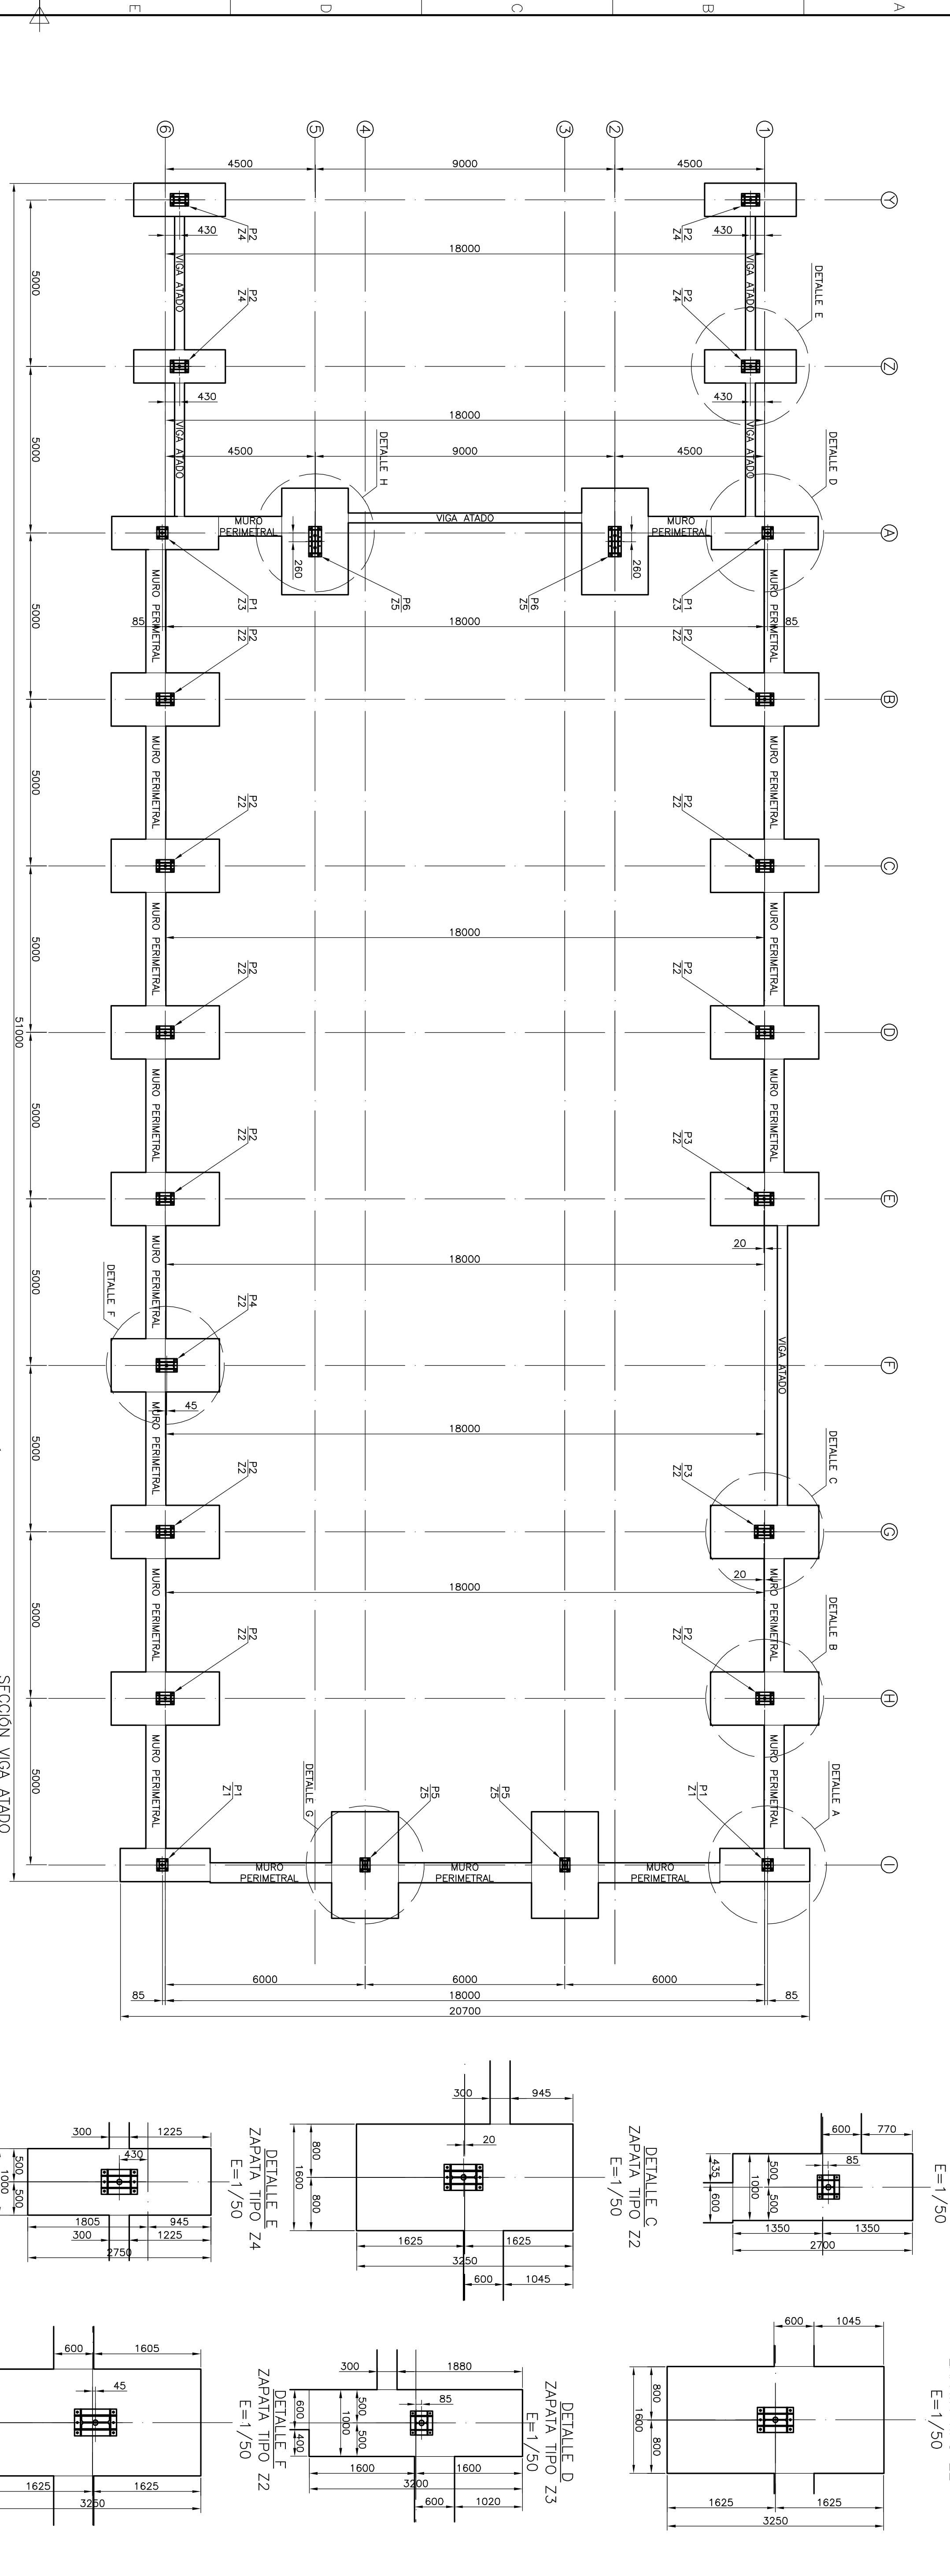 E
D
C
B
A
6
5
4
3
2
1
4500
9000
4500
Y
P2
Z4
430
P2
Z4
430
18000
5000
VIGA ATADO
VIGA ATADO
DETALLE E
P2
Z4
P2
Z4
Z
430
430
18000
5000
VIGA ATADO
VIGA ATADO
4500
9000
4500
DETALLE H
DETALLE D
MURO
PERIMETRAL
VIGA ATADO
MURO
PERIMETRAL
A
260
260
P1
Z3
P6
Z5
P6
Z5
P1
Z3
5000
MURO PERIMETRAL
MURO PERIMETRAL
85
18000
85
P2
Z2
P2
Z2
B
5000
MURO PERIMETRAL
MURO PERIMETRAL
P2
Z2
P2
Z2
C
5000
MURO PERIMETRAL
MURO PERIMETRAL
18000
P2
Z2
P2
Z2
D
51000
5000
MURO PERIMETRAL
MURO PERIMETRAL
P2
Z2
P3
Z2
E
20
5000
MURO PERIMETRAL
18000
DETALLE F
P4
Z2
VIGA ATADO
F
45
5000
MURO PERIMETRAL
18000
P2
Z2
P3
Z2
DETALLE C
G
20
5000
MURO PERIMETRAL
MURO PERIMETRAL
18000
P2
Z2
P2
Z2
DETALLE B
H
SECCIÓN VIGA ATADO
5000
MURO PERIMETRAL
MURO PERIMETRAL
P1
Z1
DETALLE G
P5
Z5
P5
Z5
P1
Z1
DETALLE A
I
MURO
PERIMETRAL
MURO
PERIMETRAL
MURO
PERIMETRAL
6000
6000
6000
85
18000
85
20700
E=1/50
600
770
85
435
600
500
500
1000
1350
1350
2700
DETALLE C
ZAPATA TIPO Z2
E=1/50
300
945
20
800
800
1600
1625
1625
3250
600
1045
DETALLE E
ZAPATA TIPO Z4
E=1/50
300
1225
430
500
500
1000
1805
945
300
1225
2750
E=1/50
600
1045
800
800
1600
1625
1625
3250
DETALLE D
ZAPATA TIPO Z3
E=1/50
300
1880
85
600
400
500
500
1000
1600
1600
3200
600
1020
DETALLE F
ZAPATA TIPO Z2
E=1/50
600
1605
45
1625
1625
3250